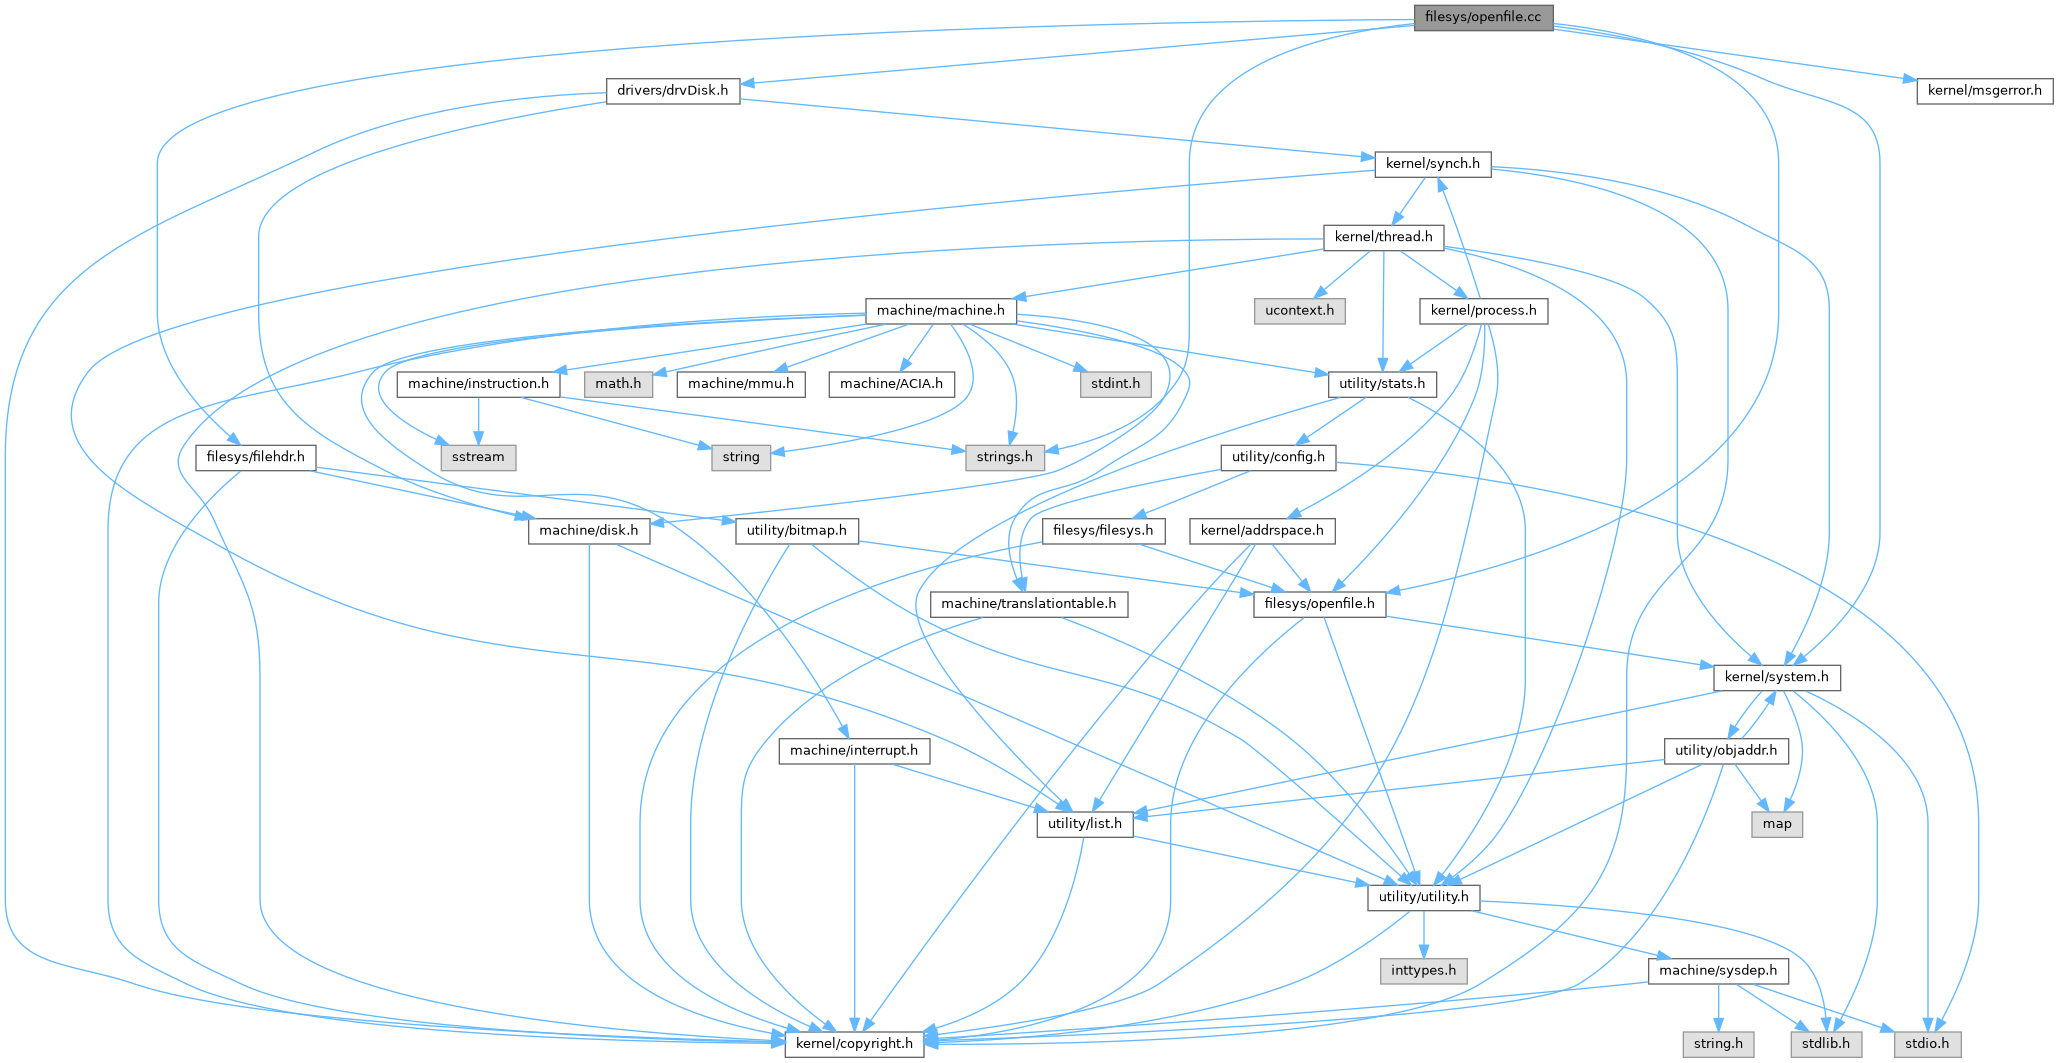 filesys/openfile.cc
drivers/drvDisk.h
kernel/msgerror.h
kernel/synch.h
kernel/thread.h
machine/machine.h
ucontext.h
kernel/process.h
machine/instruction.h
math.h
machine/mmu.h
machine/ACIA.h
stdint.h
utility/stats.h
filesys/filehdr.h
sstream
string
strings.h
utility/config.h
machine/disk.h
utility/bitmap.h
filesys/filesys.h
kernel/addrspace.h
machine/translationtable.h
filesys/openfile.h
kernel/system.h
machine/interrupt.h
utility/objaddr.h
utility/list.h
map
utility/utility.h
inttypes.h
machine/sysdep.h
kernel/copyright.h
string.h
stdlib.h
stdio.h